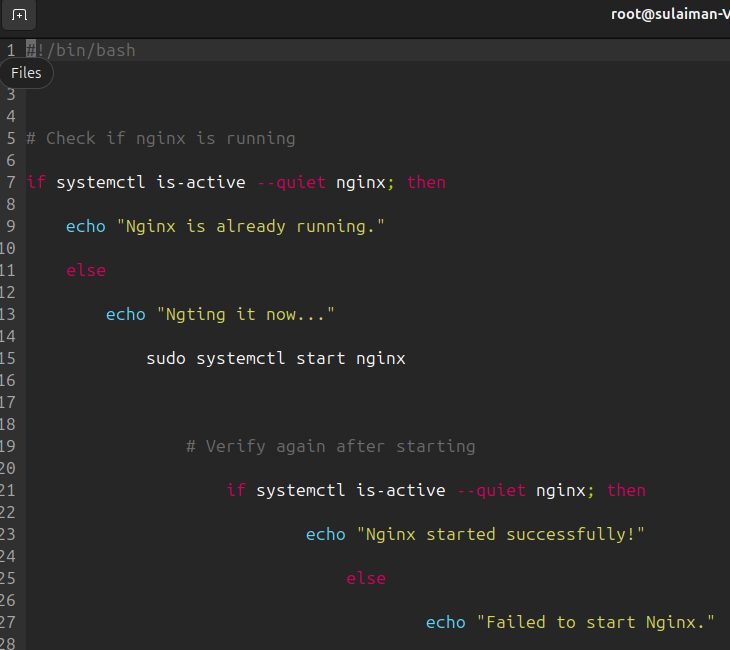 root@sulaiman-V
1 #!/bin/bash
Files
3
4
5 # Check if nginx is running
6
7 if systemctl is-active --quiet nginx; then
8
9 echo "Nginx is already running."
10
11 else
12
13 echo "Ngting it now..."
14
15 sudo systemctl start nginx
16
17
18
19 # Verify again after starting
20
21 if systemctl is-active --quiet nginx; then
22
23 echo "Nginx started successfully!"
24
25 else
26
27 echo "Failed to start Nginx."
28